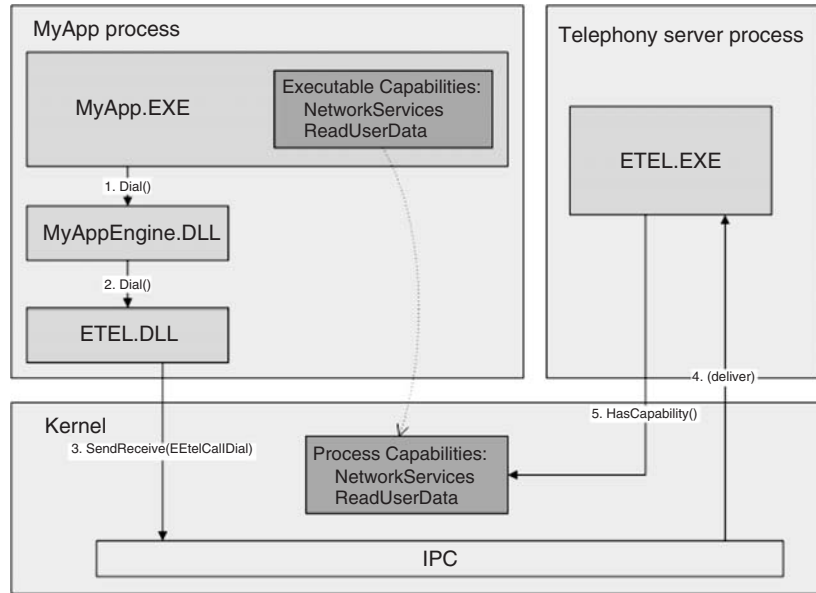 MyApp process
MyApp.EXE
Executable Capabilities:
NetworkServices
ReadUserData
1. Dial()
MyAppEngine.DLL
2. Dial()
ETEL.DLL
Telephony server process
ETEL.EXE
4. (deliver)
5. HasCapability()
Kernel
3. SendReceive(EEtelCallDial)
Process Capabilities:
NetworkServices
ReadUserData
IPC